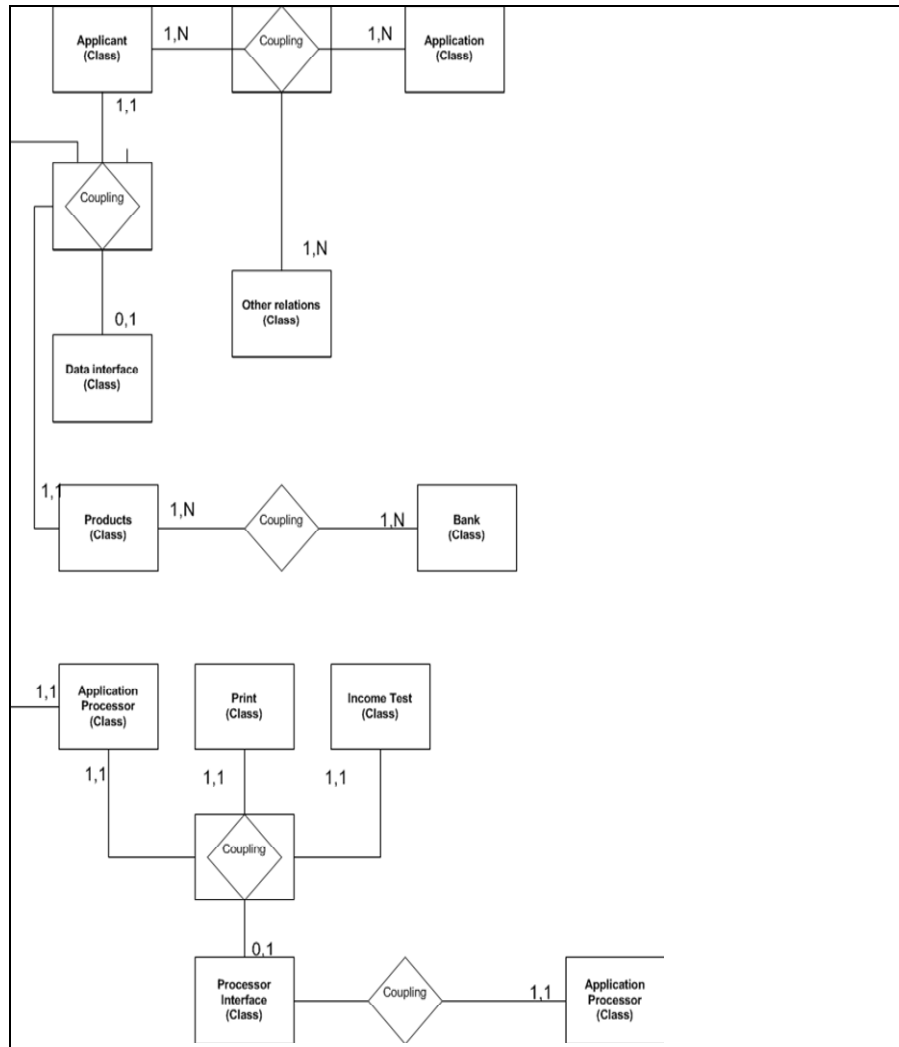 Applicant
(Class)
1,N
Coupling
1,N
Application
(Class)
1,1
Coupling
1,N
Other relations
(Class)
0,1
Data interface
(Class)
1,1
Products
(Class)
1,N
Coupling
1,N
Bank
(Class)
1,1
Application
Processor
(Class)
Print
(Class)
Income Test
(Class)
1,1
1,1
1,1
Coupling
0,1
Processor
Interface
(Class)
Coupling
1,1
Application
Processor
(Class)